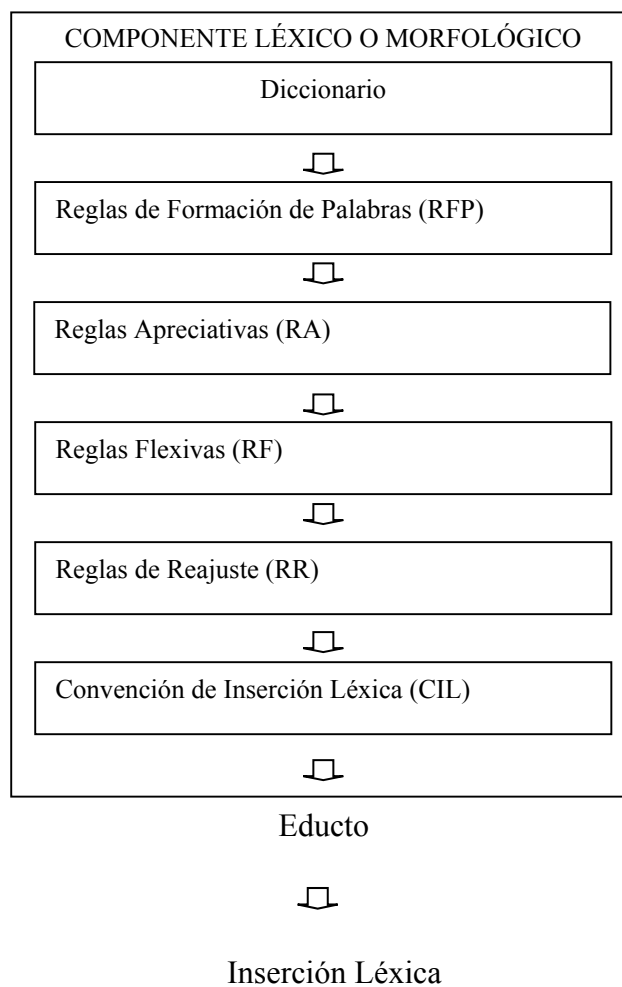 COMPONENTE LÉXICO O MORFOLÓGICO
Diccionario
Reglas de Formación de Palabras (RFP)
Reglas Apreciativas (RA)
Reglas Flexivas (RF)
Reglas de Reajuste (RR)
Convención de Inserción Léxica (CIL)
Educto
Inserción Léxica